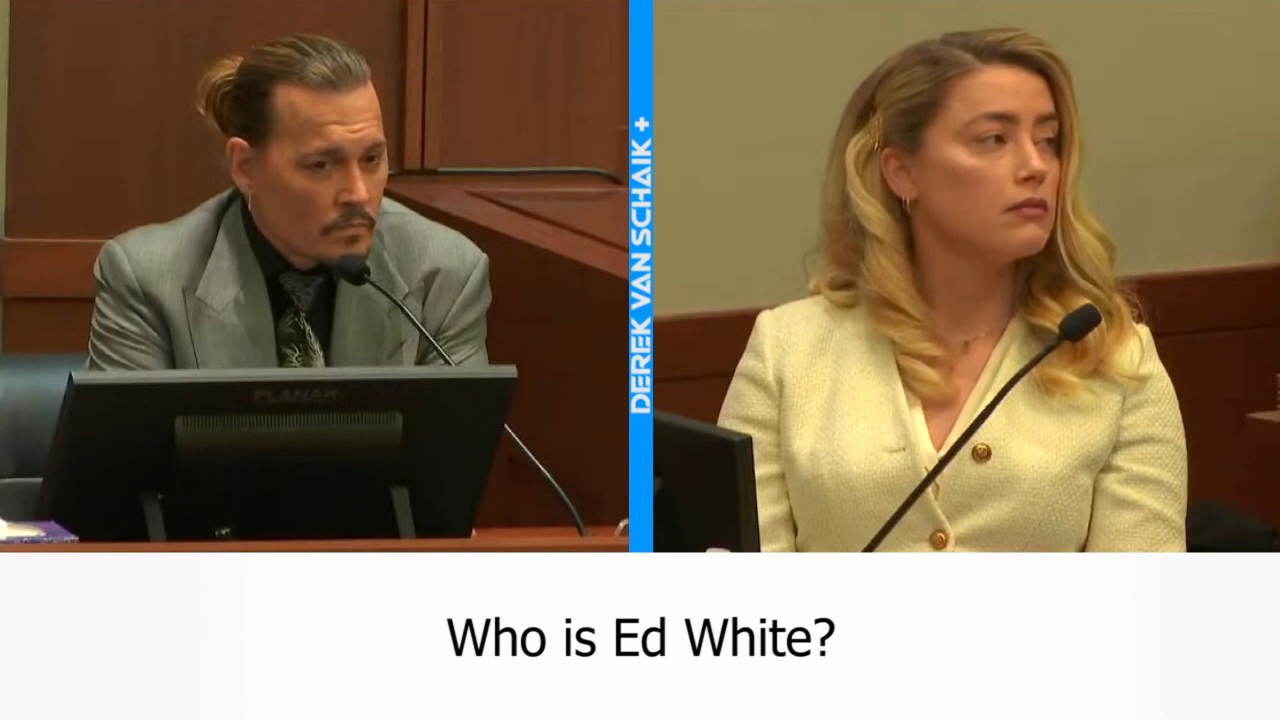 PLANAR
DEREK VAN SCHAIK +
Who is Ed White?